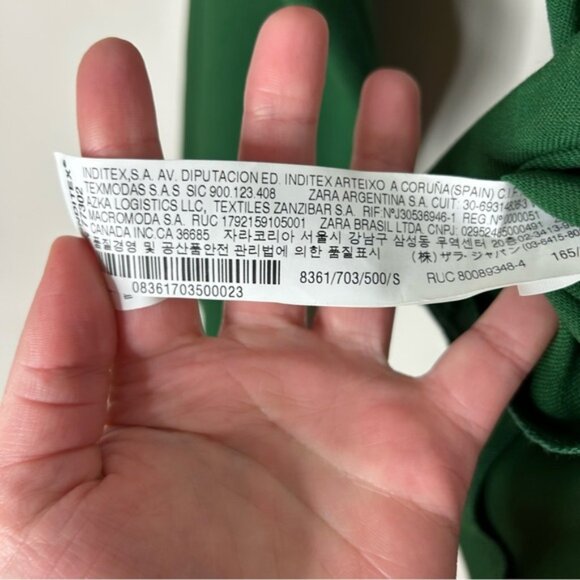 INDITEX,S.A. AV. DIPUTACION ED. INDITEX ARTEIXO A CORUÑA(SPAIN)
TEXMODAS S.A.S SIC 900.123.408 ZARA ARGENTINA S.A. CUIT:
AZKA LOGISTICS LLC, TEXTILES ZANZIBAR S.A. RIF NºJ30536946-1 REG Nº0000051
MACROMODA S.A. RÚC 1792159105001 ZARA BRASIL LTDA, CNPJ:
CANADA INC.CA 36685 자라코리아 서울시 강남구 삼성동 무역센터
품질경영 및 공산품안전 관리법에 의한 품질표시 (株) ザラ・ジャパン
8361/703/500/S RUC 80089348-4 165/
08361703500023